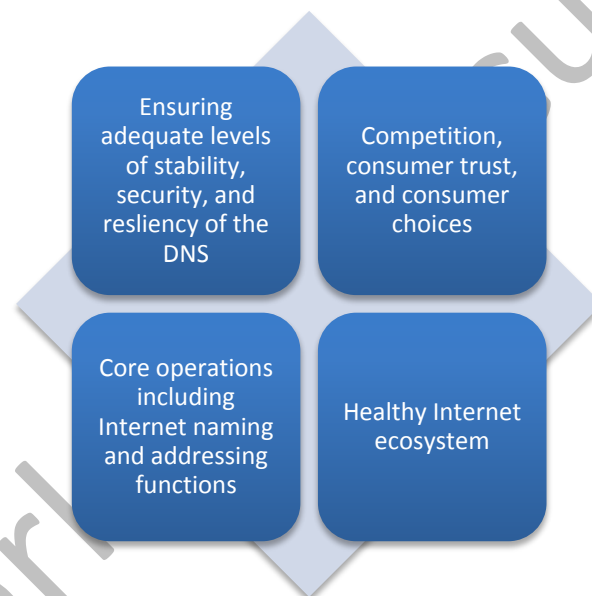 Ensuring
adequate levels
of stability,
security, and
resliency of the
DNS
Competition,
consumer trust,
and consumer
choices
Core operations
including
Internet naming
and addressing
functions
Healthy Internet
ecosystem